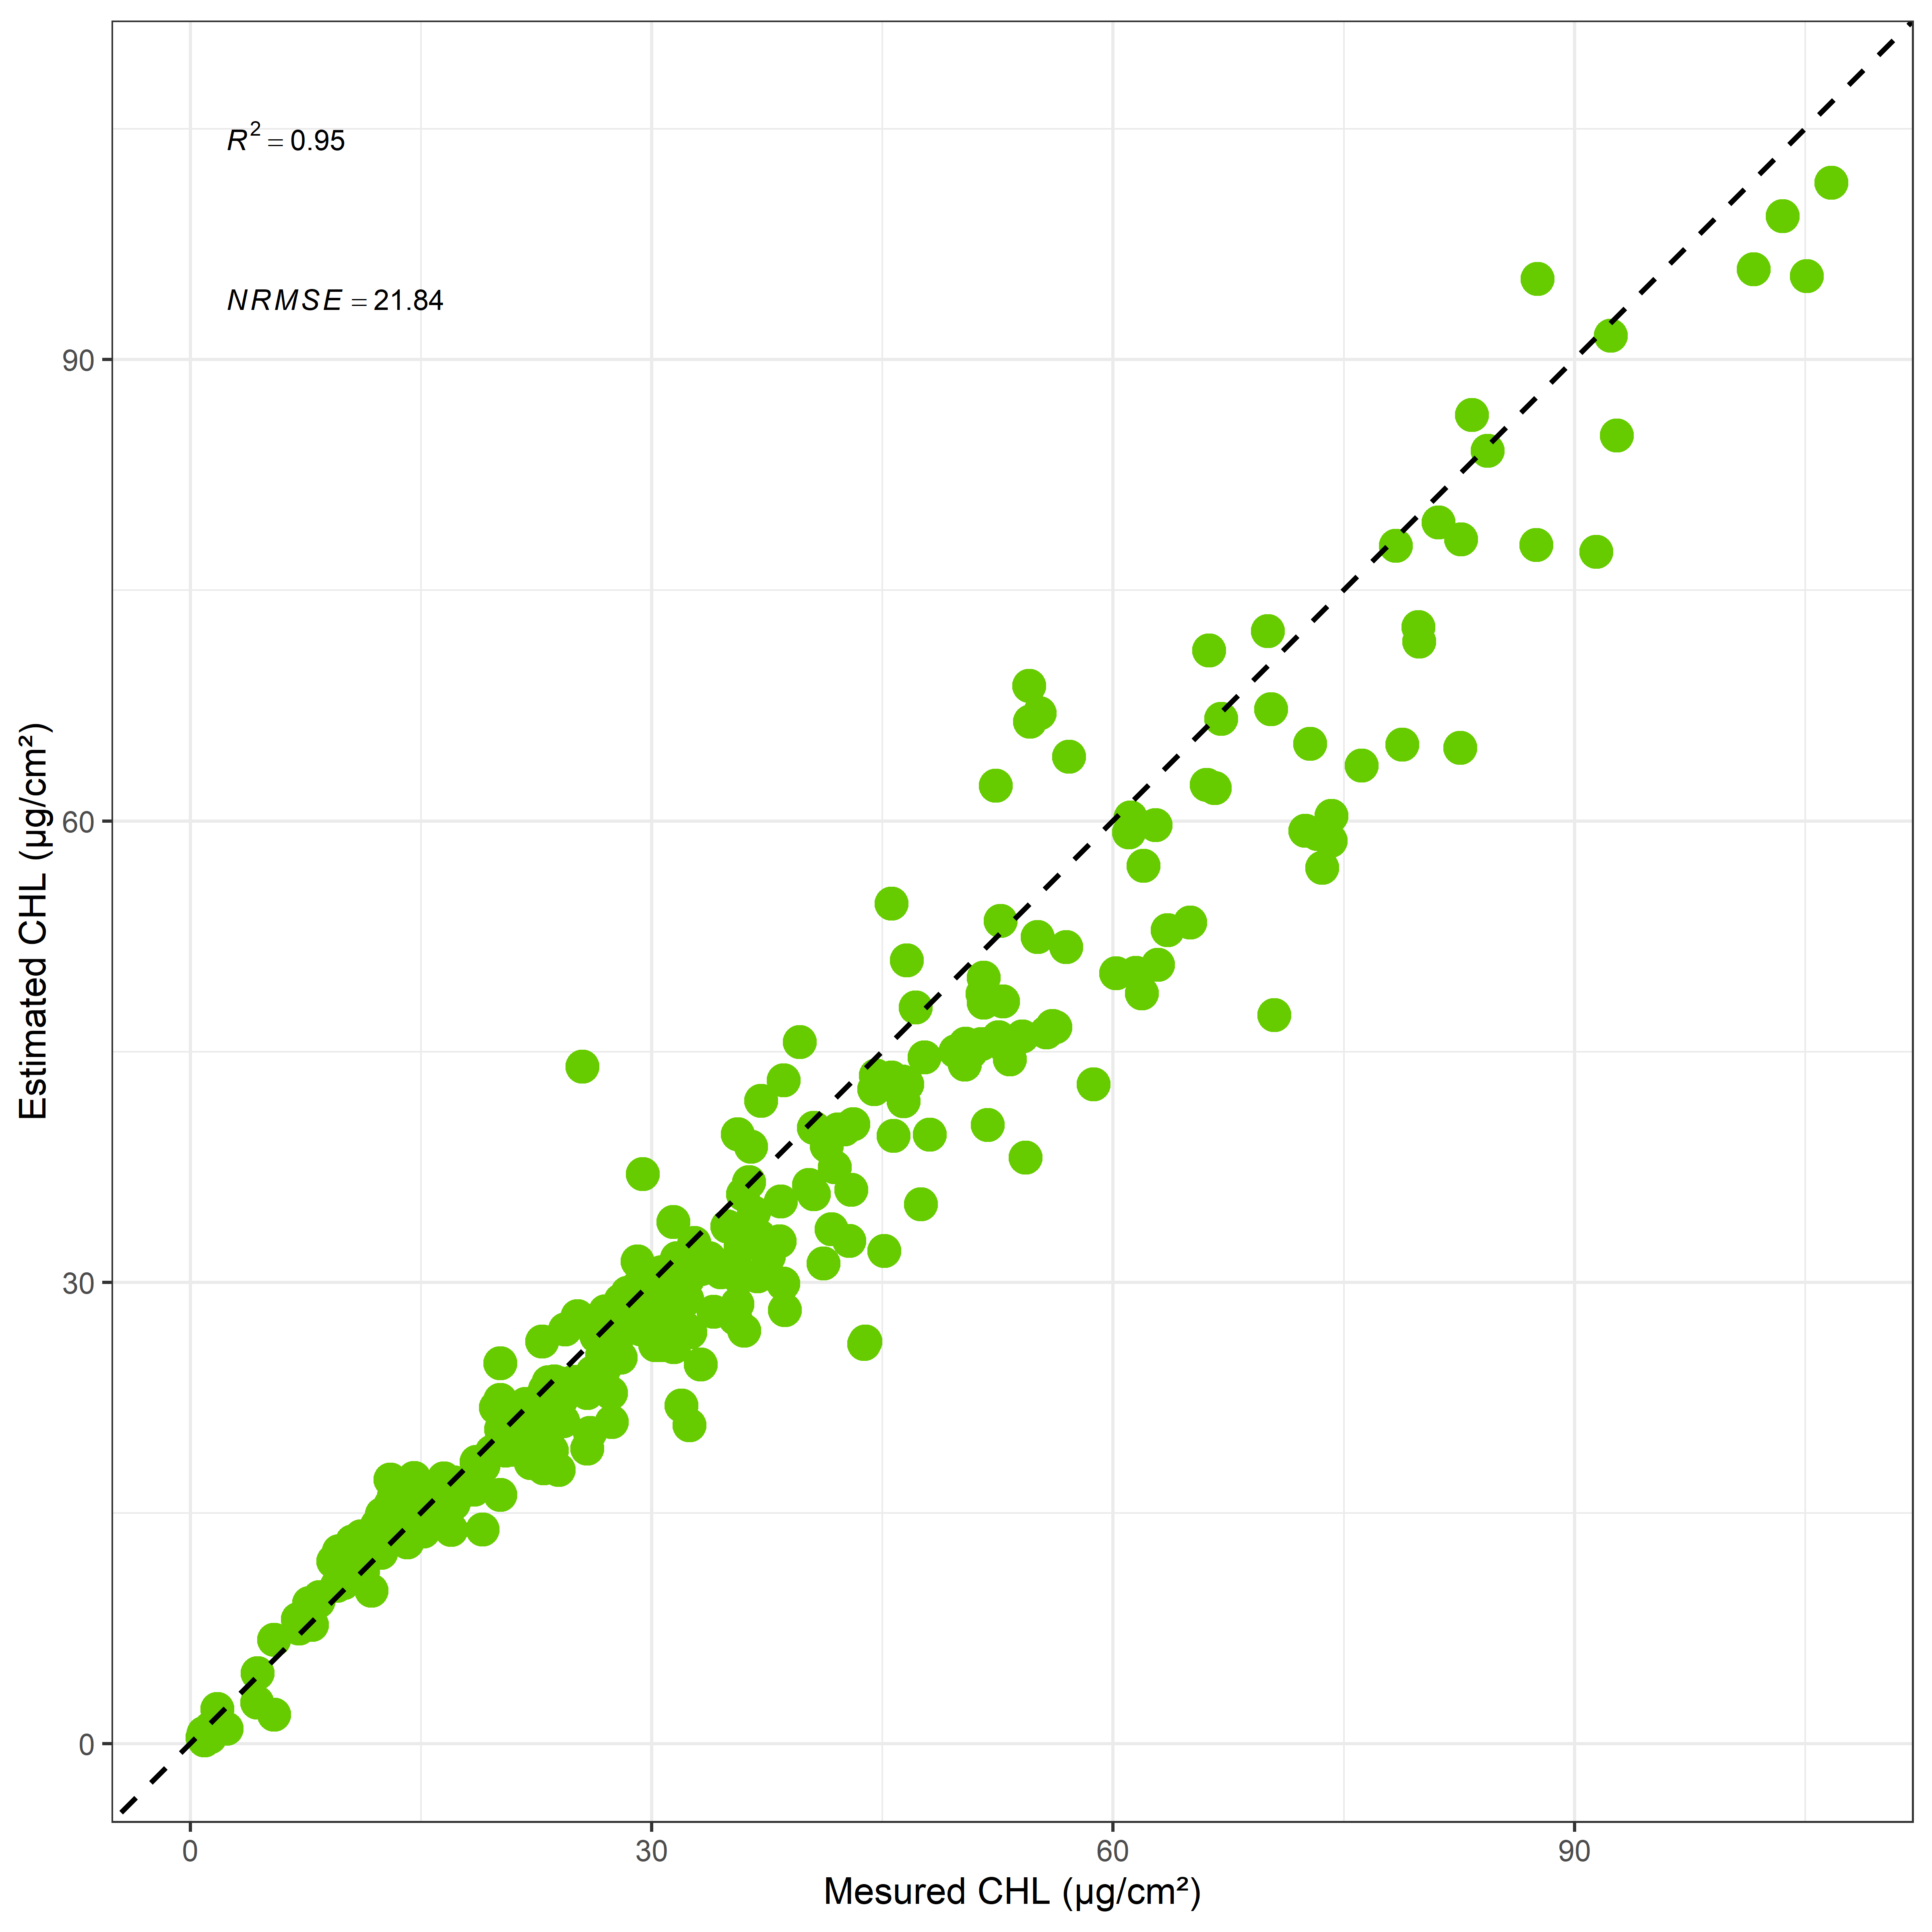 R² = 0.95
NRMSE = 21.84
90
60
30
0
Estimated CHL (µg/cm²)
0 30 60 90
Mesured CHL (µg/cm²)